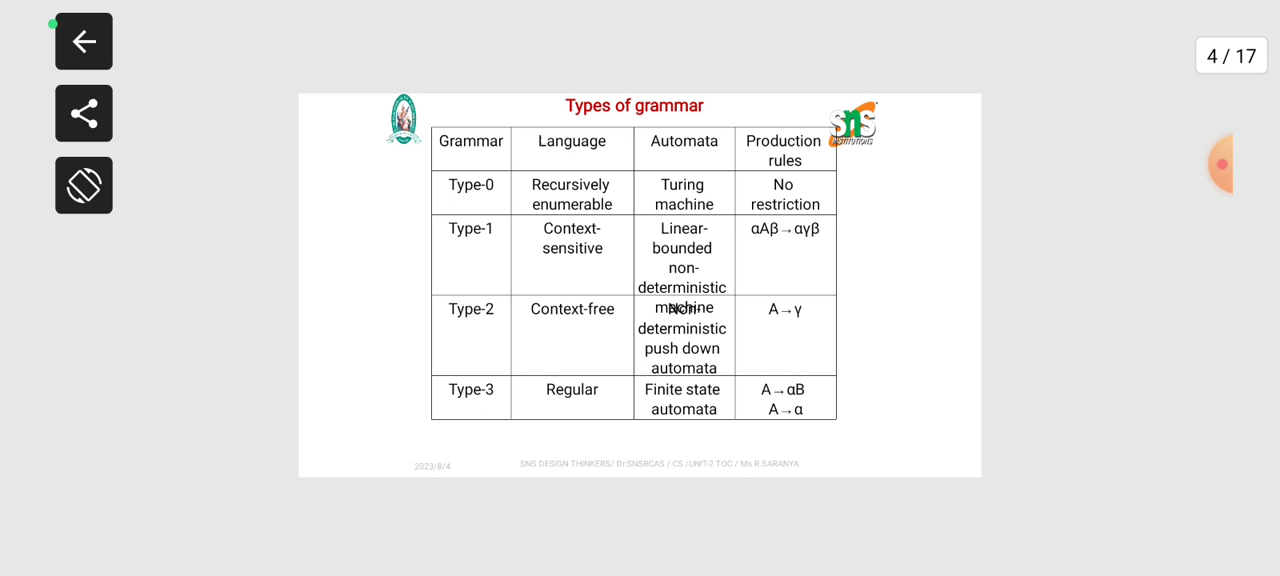 4 / 17
Types of grammar
SNS
INSTITUTIONS
Grammar Language Automata Production rules
Type-0 Recursively enumerable Turing machine No restriction
Type-1 Context-sensitive Linear-bounded non-deterministic machine αAβ→αγβ
Type-2 Context-free Non-deterministic push down automata A→γ
Type-3 Regular Finite state automata A→αB A→α
2023/8/4 SNS DESIGN THINKERS/ Dr.SNSRCAS / CS /UNIT-2 TOC / Ms R.SARANYA